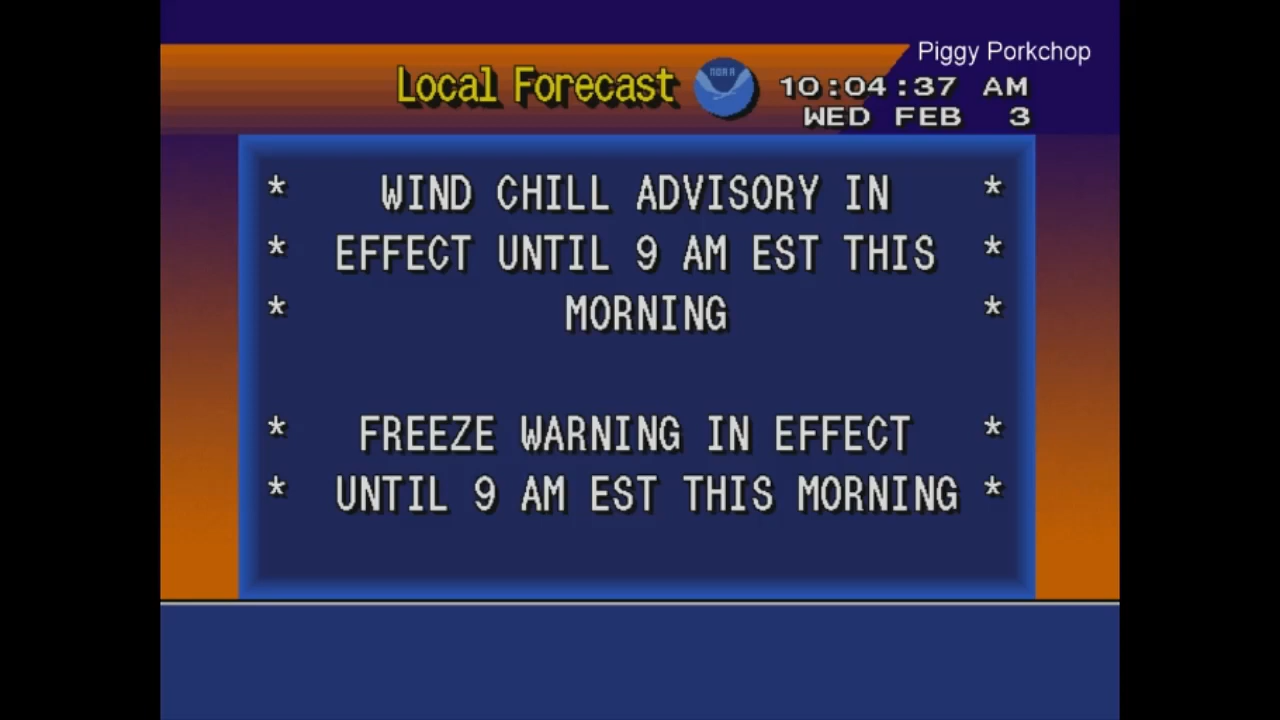 Piggy Porkchop
Local Forecast
NOAA
10:04:37 AM
WED FEB 3
* WIND CHILL ADVISORY IN *
* EFFECT UNTIL 9 AM EST THIS *
* MORNING *
* FREEZE WARNING IN EFFECT *
* UNTIL 9 AM EST THIS MORNING *